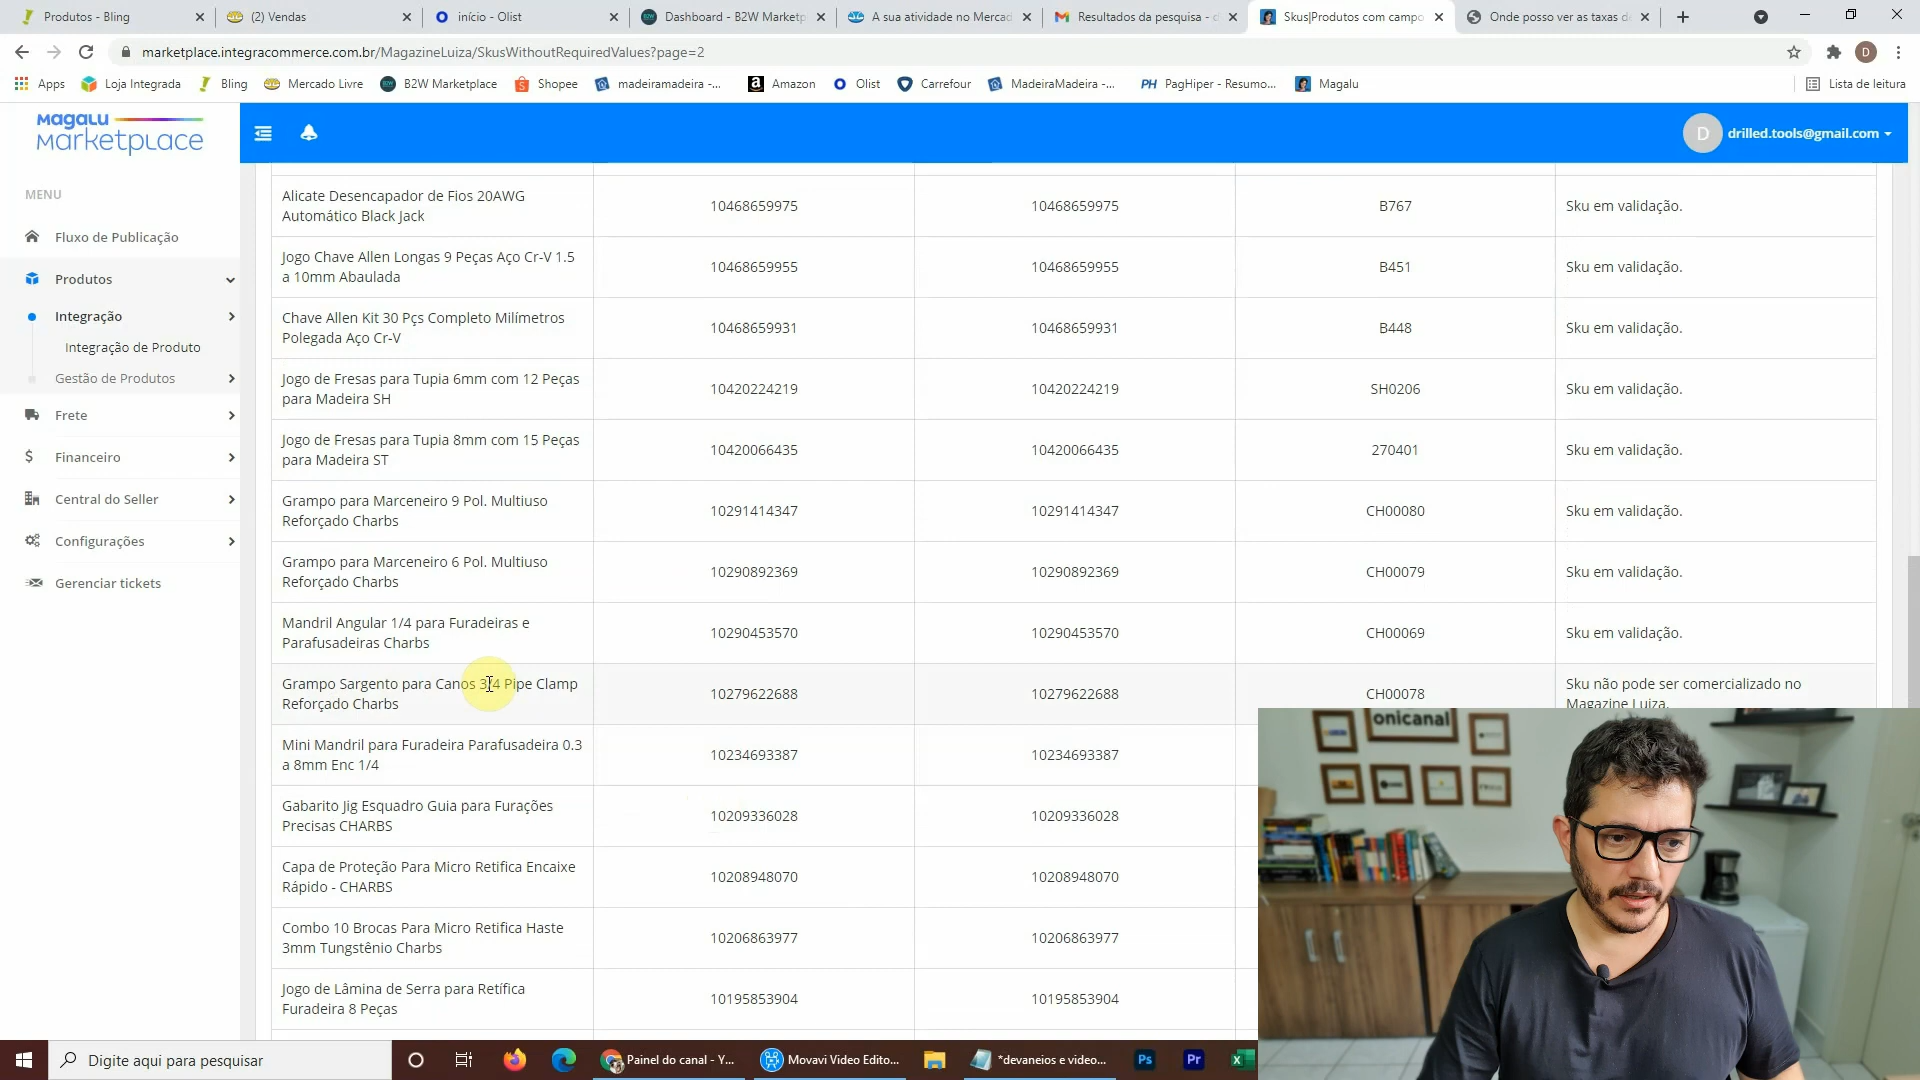 Produtos - Bling
(2) Vendas
início - Olist
Dashboard - B2W Marketp
A sua atividade no Mercad
Resultados da pesquisa - d
Skus|Produtos com campo
Onde posso ver as taxas de
marketplace.integracommerce.com.br/MagazineLuiza/SkusWithoutRequiredValues?page=2
D
Apps
Loja Integrada
Bling
Mercado Livre
B2W Marketplace
Shopee
madeiramadeira -...
Amazon
Olist
Carrefour
MadeiraMadeira -...
PH PagHiper - Resumo...
Magalu
Lista de leitura
Magalu
Marketplace
D drilled.tools@gmail.com
MENU
Fluxo de Publicação
Produtos
Integração
Integração de Produto
Gestão de Produtos
Frete
Financeiro
Central do Seller
Configurações
Gerenciar tickets
Alicate Desencapador de Fios 20AWG
Automático Black Jack
10468659975 10468659975 B767 Sku em validação.
Jogo Chave Allen Longas 9 Peças Aço Cr-V 1.5
a 10mm Abaulada
10468659955 10468659955 B451 Sku em validação.
Chave Allen Kit 30 Pçs Completo Milímetros
Polegada Aço Cr-V
10468659931 10468659931 B448 Sku em validação.
Jogo de Fresas para Tupia 6mm com 12 Peças
para Madeira SH
10420224219 10420224219 SH0206 Sku em validação.
Jogo de Fresas para Tupia 8mm com 15 Peças
para Madeira ST
10420066435 10420066435 270401 Sku em validação.
Grampo para Marceneiro 9 Pol. Multiuso
Reforçado Charbs
10291414347 10291414347 CH00080 Sku em validação.
Grampo para Marceneiro 6 Pol. Multiuso
Reforçado Charbs
10290892369 10290892369 CH00079 Sku em validação.
Mandril Angular 1/4 para Furadeiras e
Parafusadeiras Charbs
10290453570 10290453570 CH00069 Sku em validação.
Grampo Sargento para Canos 3/4 Pipe Clamp
Reforçado Charbs
10279622688 10279622688 CH00078
Sku não pode ser comercializado no
Magazine Luiza.
Mini Mandril para Furadeira Parafusadeira 0.3
a 8mm Enc 1/4
10234693387 10234693387
Gabarito Jig Esquadro Guia para Furações
Precisas CHARBS
10209336028 10209336028
Capa de Proteção Para Micro Retifica Encaixe
Rápido - CHARBS
10208948070 10208948070
Combo 10 Brocas Para Micro Retifica Haste
3mm Tungstênio Charbs
10206863977 10206863977
Jogo de Lâmina de Serra para Retífica
Furadeira 8 Peças
10195853904 10195853904
onicanal
Digite aqui para pesquisar
Painel do canal - Y...
Movavi Video Edito...
*devaneios e video...
Ps
Pr